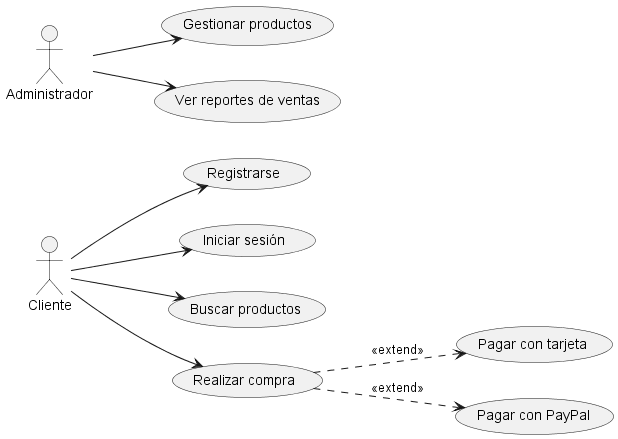 Gestionar productos
Administrador
Ver reportes de ventas
Registrarse
Iniciar sesión
Cliente
Buscar productos
Realizar compra
«extend»
Pagar con tarjeta
«extend»
Pagar con PayPal